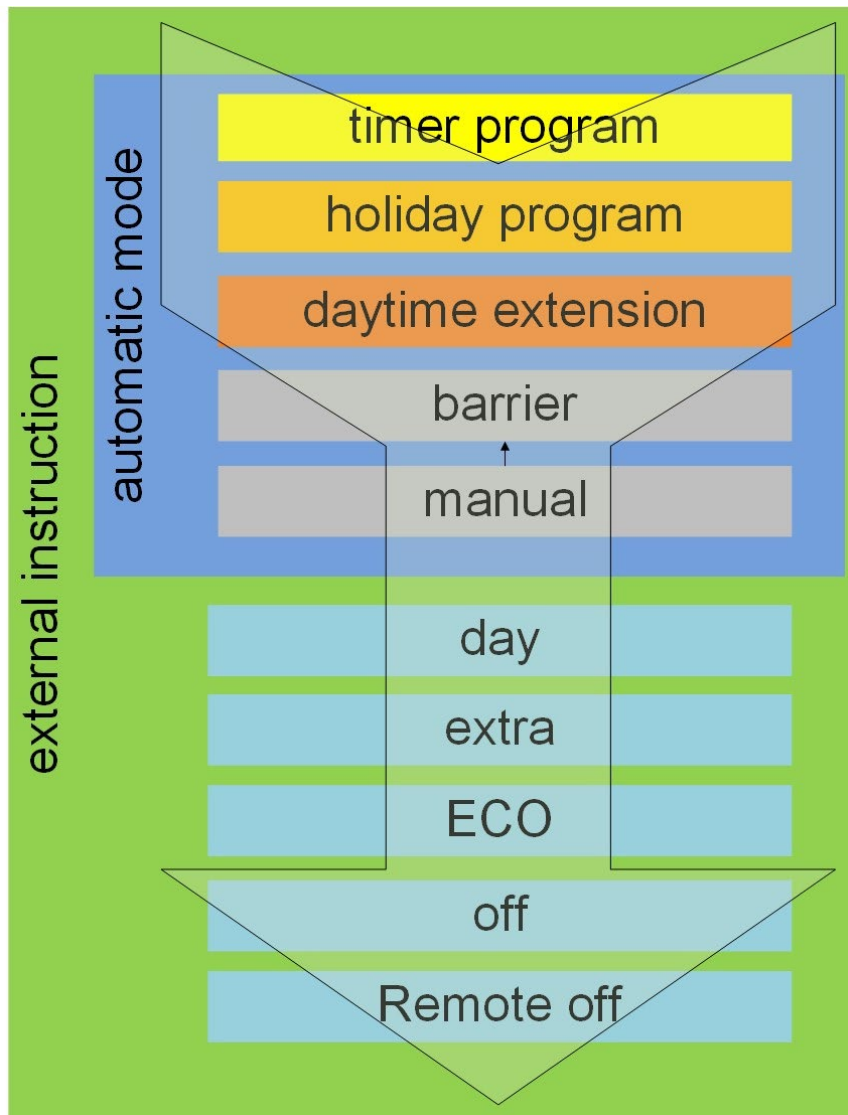 external instruction
automatic mode
timer program
holiday program
daytime extension
barrier
manual
day
extra
ECO
off
Remote off